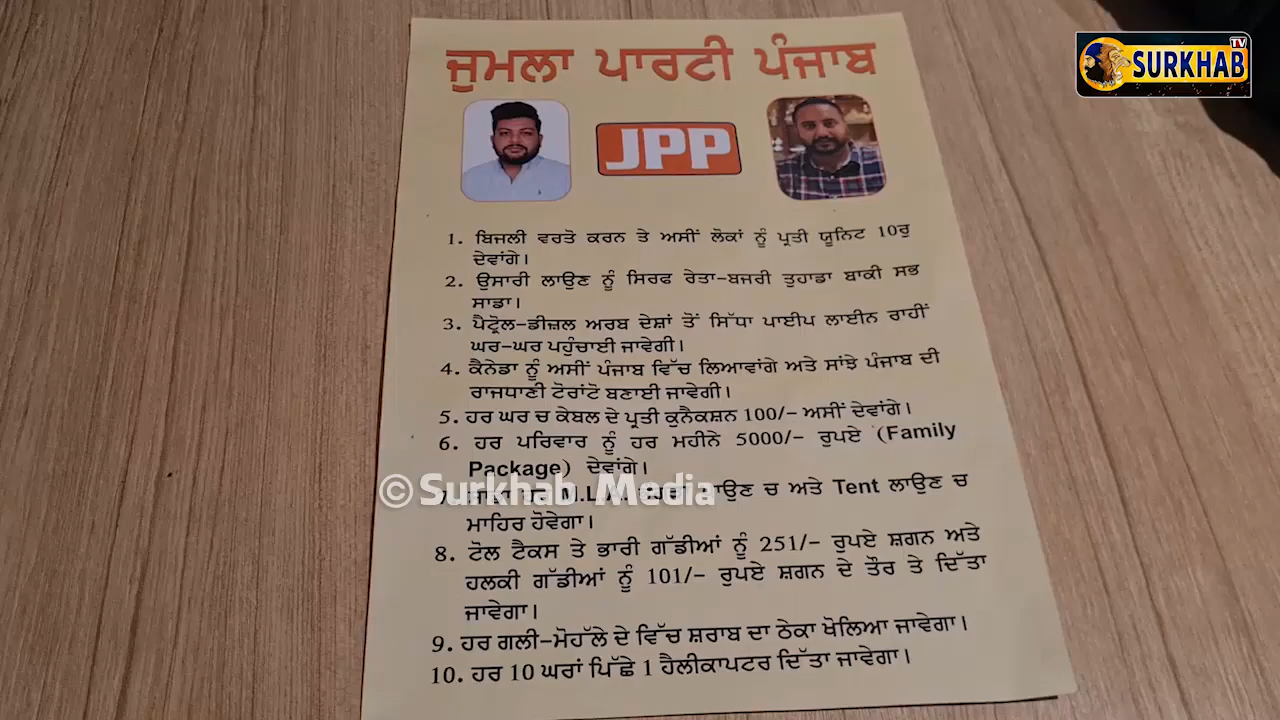 SURKHAB TV
ਜੁਮਲਾ ਪਾਰਟੀ ਪੰਜਾਬ
JPP
1. ਬਿਜਲੀ ਵਰਤੋ ਕਰਨ ਤੇ ਅਸੀਂ ਲੋਕਾਂ ਨੂੰ ਪ੍ਰਤੀ ਯੂਨਿਟ 10ਰੁ
ਦੇਵਾਂਗੇ।
2. ਉਸਾਰੀ ਲਾਉਣ ਨੂੰ ਸਿਰਫ ਰੇਤਾ-ਬਜਰੀ ਤੁਹਾਡਾ ਬਾਕੀ ਸਭ
ਸਾਡਾ।
3. ਪੈਟ੍ਰੋਲ-ਡੀਜ਼ਲ ਅਰਬ ਦੇਸ਼ਾਂ ਤੋਂ ਸਿੱਧਾ ਪਾਈਪ ਲਾਈਨ ਰਾਹੀਂ
ਘਰ-ਘਰ ਪਹੁੰਚਾਈ ਜਾਵੇਗੀ।
4. ਕੈਨੇਡਾ ਨੂੰ ਅਸੀਂ ਪੰਜਾਬ ਵਿੱਚ ਲਿਆਵਾਂਗੇ ਅਤੇ ਸਾਂਝੇ ਪੰਜਾਬ ਦੀ
ਰਾਜਧਾਨੀ ਟੋਰਾਂਟੋ ਬਣਾਈ ਜਾਵੇਗੀ।
5. ਹਰ ਘਰ ਚ ਕੇਬਲ ਦੇ ਪ੍ਰਤੀ ਕੁਨੈਕਸ਼ਨ 100/- ਅਸੀਂ ਦੇਵਾਂਗੇ।
6. ਹਰ ਪਰਿਵਾਰ ਨੂੰ ਹਰ ਮਹੀਨੇ 5000/- ਰੁਪਏ (Family
Package) ਦੇਵਾਂਗੇ।
©Surkhab Media
7. M.L.A. ਲਾਉਣ ਚ ਅਤੇ Tent ਲਾਉਣ ਚ
ਮਾਹਿਰ ਹੋਵੇਗਾ।
8. ਟੋਲ ਟੈਕਸ ਤੇ ਭਾਰੀ ਗੱਡੀਆਂ ਨੂੰ 251/- ਰੁਪਏ ਸ਼ਗਨ ਅਤੇ
ਹਲਕੀ ਗੱਡੀਆਂ ਨੂੰ 101/- ਰੁਪਏ ਸ਼ਗਨ ਦੇ ਤੌਰ ਤੇ ਦਿੱਤਾ
ਜਾਵੇਗਾ।
9. ਹਰ ਗਲੀ-ਮੋਹੱਲੇ ਦੇ ਵਿੱਚ ਸ਼ਰਾਬ ਦਾ ਠੇਕਾ ਖੋਲਿਆ ਜਾਵੇਗਾ।
10. ਹਰ 10 ਘਰਾਂ ਪਿੱਛੇ 1 ਹੈਲੀਕਾਪਟਰ ਦਿੱਤਾ ਜਾਵੇਗਾ।